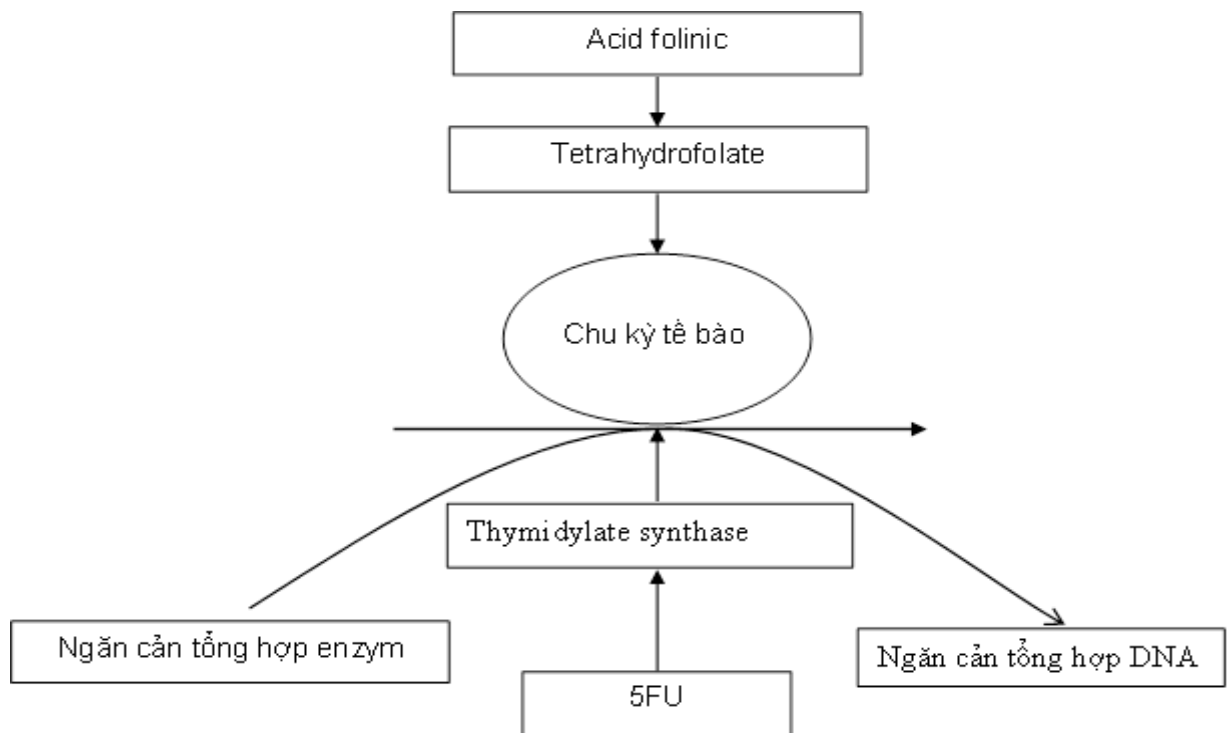 Acid folinic
Tetrahydrofolate
Chu kỳ tề bào
Thymidylate synthase
Ngăn cản tổng hợp enzym
Ngăn cản tổng hợp DNA
5FU